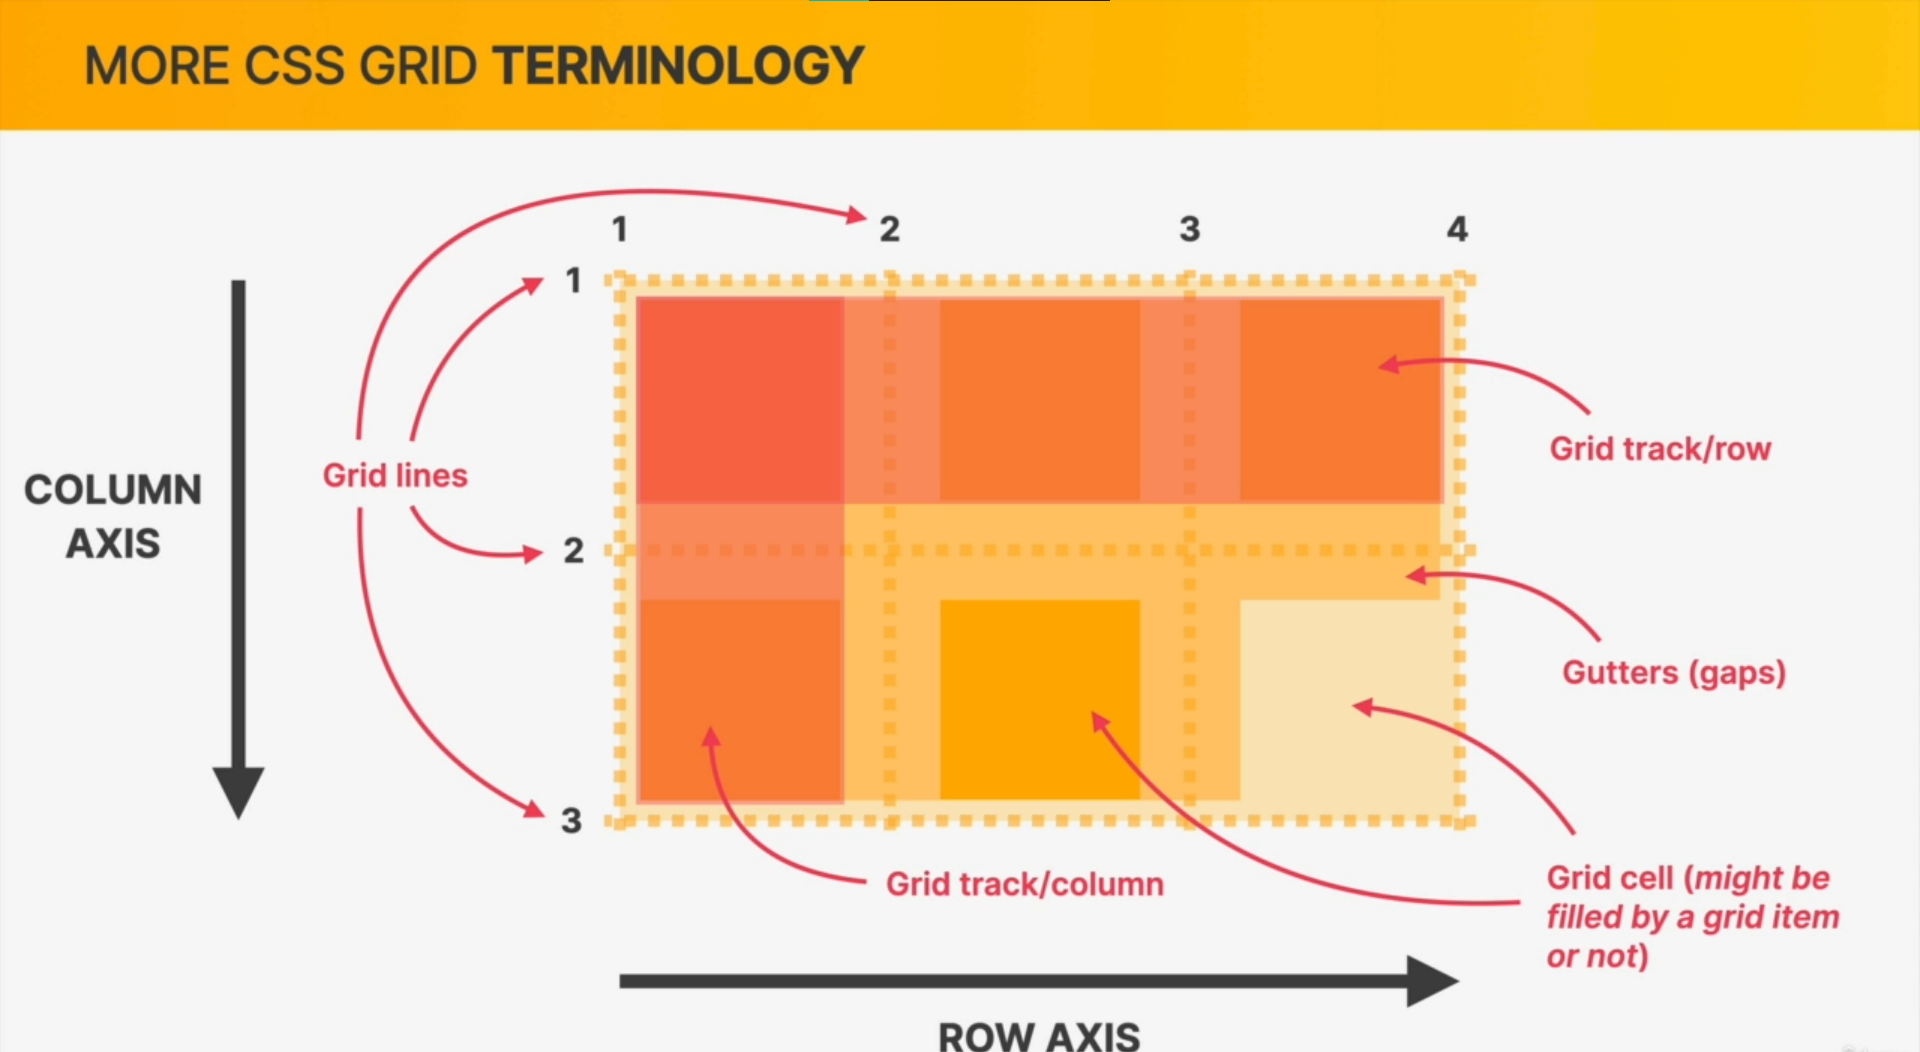 MORE CSS GRID TERMINOLOGY
1 2 3 4
1
Grid track/row
COLUMN
AXIS
Grid lines
2
Gutters (gaps)
3
Grid track/column
Grid cell (might be
filled by a grid item
or not)
ROW AXIS